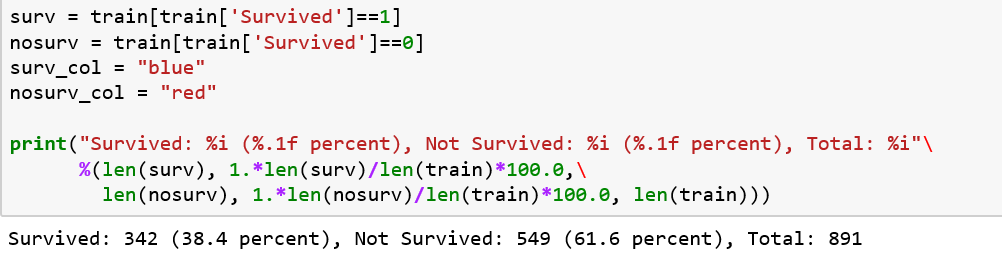 surv = train[train['Survived']==1]
nosurv = train[train['Survived']==0]
surv_col = "blue"
nosurv_col = "red"
print("Survived: %i (%.1f percent), Not Survived: %i (%.1f percent), Total: %i"\
%(len(surv), 1.*len(surv)/len(train)*100.0,\
len(nosurv), 1.*len(nosurv)/len(train)*100.0, len(train)))
Survived: 342 (38.4 percent), Not Survived: 549 (61.6 percent), Total: 891